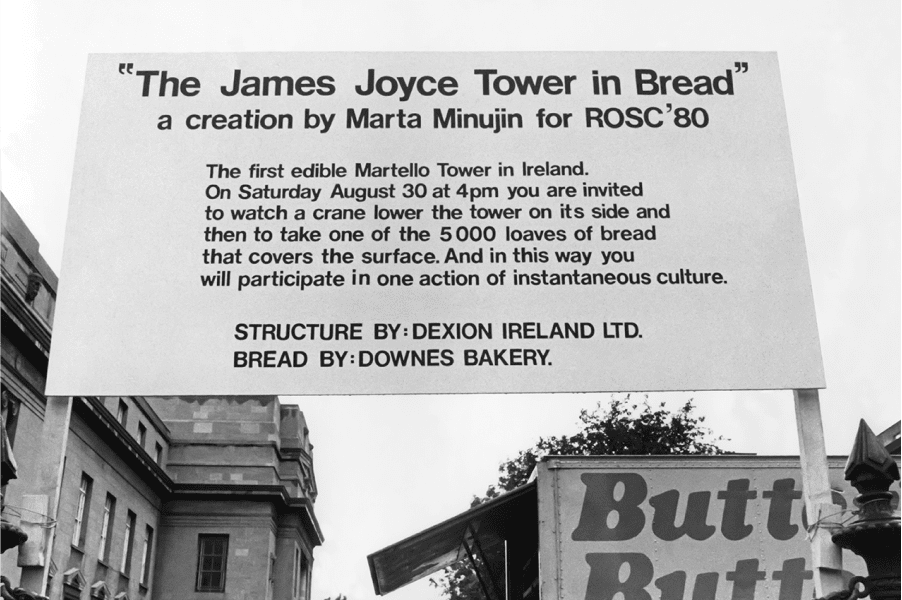 "The James Joyce Tower in Bread"
a creation by Marta Minujin for ROSC'80
The first edible Martello Tower in Ireland.
On Saturday August 30 at 4pm you are invited
to watch a crane lower the tower on its side and
then to take one of the 5000 loaves of bread
that covers the surface. And in this way you
will participate in one action of instantaneous culture.
STRUCTURE BY: DEXION IRELAND LTD.
BREAD BY: DOWNES BAKERY.